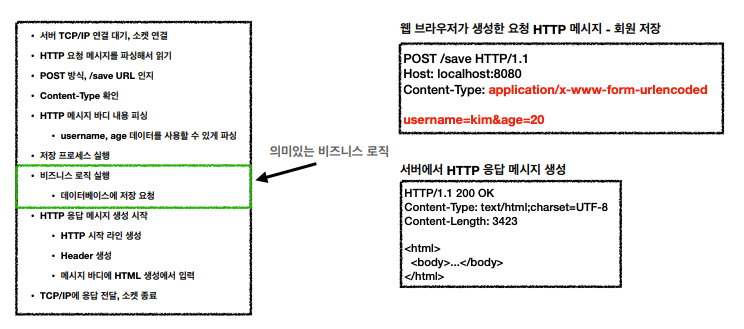 • 서버 TCP/IP 연결 대기, 소켓 연결
• HTTP 요청 메시지를 파싱해서 읽기
• POST 방식, /save URL 인지
• Content-Type 확인
• HTTP 메시지 바디 내용 피싱
• username, age 데이터를 사용할 수 있게 파싱
• 저장 프로세스 실행
• 비즈니스 로직 실행
• 데이터베이스에 저장 요청
• HTTP 응답 메시지 생성 시작
• HTTP 시작 라인 생성
• Header 생성
• 메시지 바디에 HTML 생성에서 입력
• TCP/IP에 응답 전달, 소켓 종료
의미있는 비즈니스 로직
웹 브라우저가 생성한 요청 HTTP 메시지 - 회원 저장
POST /save HTTP/1.1
Host: localhost:8080
Content-Type: application/x-www-form-urlencoded
username=kim&age=20
서버에서 HTTP 응답 메시지 생성
HTTP/1.1 200 OK
Content-Type: text/html;charset=UTF-8
Content-Length: 3423
<html>
<body>...</body>
</html>